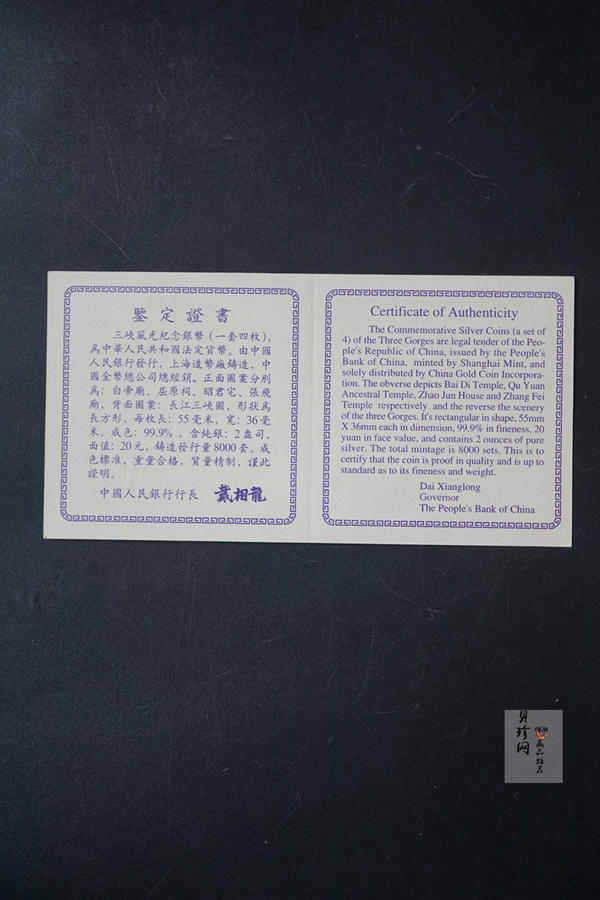 鑒定證書
三峽風光紀念銀幣（一套四枚），
爲中華人民共和國法定貨幣。由中國
人民銀行發行，上海造幣廠鑄造，中
國金幣總公司總經銷。正面圖案分別
爲：白帝廟、屈原祠、昭君宅、張飛
廟，背面圖案：長江三峽圖，形狀爲
長方形，每枚長：55毫米，寬：36毫
米，成色：99.9%，含純銀：2盎司，
面值：20元，鑄造發行量8000套。成
色標准，重量合格，質量精制，謹此
證明。
中國人民銀行行長 戴相龍
Certificate of Authenticity
The Commemorative Silver Coins (a set of
4) of the Three Gorges are legal tender of the Peo-
ple's Republic of China, issued by the People's
Bank of China, minted by Shanghai Mint, and
solely distributed by China Gold Coin Incorpora-
tion. The obverse depicts Bai Di Temple, Qu Yuan
Ancestral Temple, Zhao Jun House and Zhang Fei
Temple respectively and the reverse the scenery
of the three Gorges. It's rectangular in shape, 55mm
X 36mm each in dimension, 99.9% in fineness, 20
yuan in face value, and contains 2 ounces of pure
silver. The total mintage is 8000 sets. This is to
certify that the coin is proof in quality and is up to
standard as to its fineness and weight.
Dai Xianglong
Governor
The People's Bank of China
贝珍网
藏品推荐